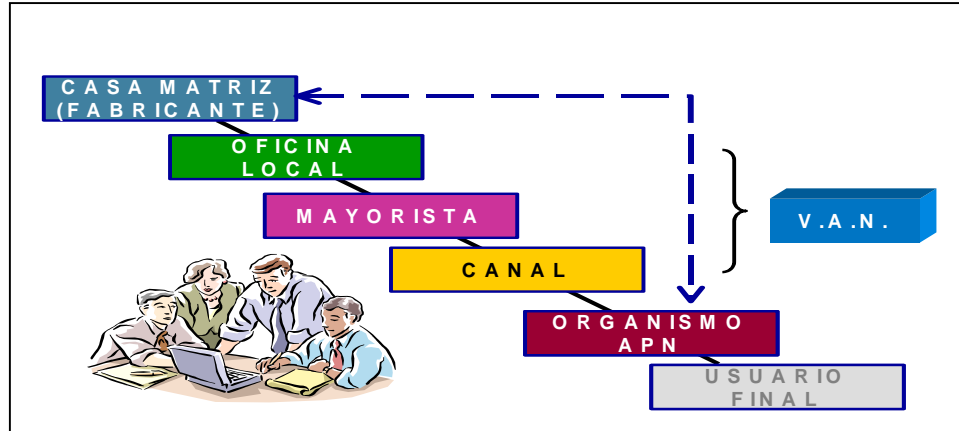 CASA MATRIZ
(FABRICANTE)
OFICINA
LOCAL
MAYORISTA
CANAL
V.A.N.
ORGANISMO
APN
USUARIO
FINAL